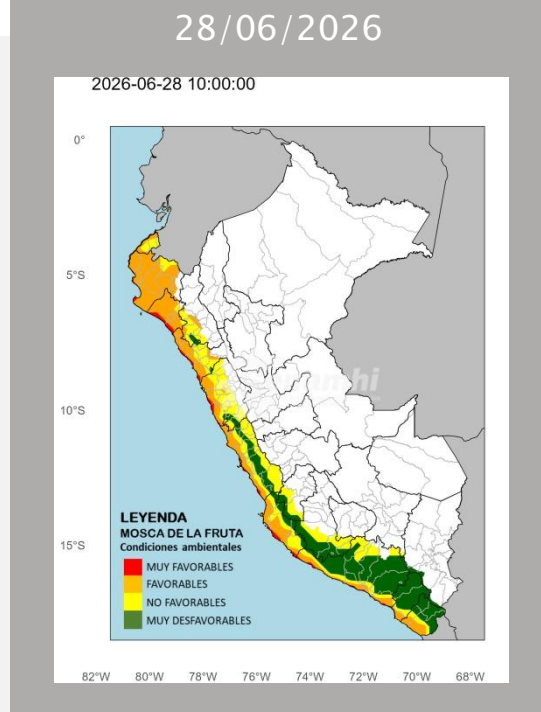 28/06/2026
2026-06-28 10:00:00
0°
5°S
10°S
15°S
senamhi
LEYENDA
MOSCA DE LA FRUTA
Condiciones ambientales
MUY FAVORABLES
FAVORABLES
NO FAVORABLES
MUY DESFAVORABLES
82°W 80°W 78°W 76°W 74°W 72°W 70°W 68°W